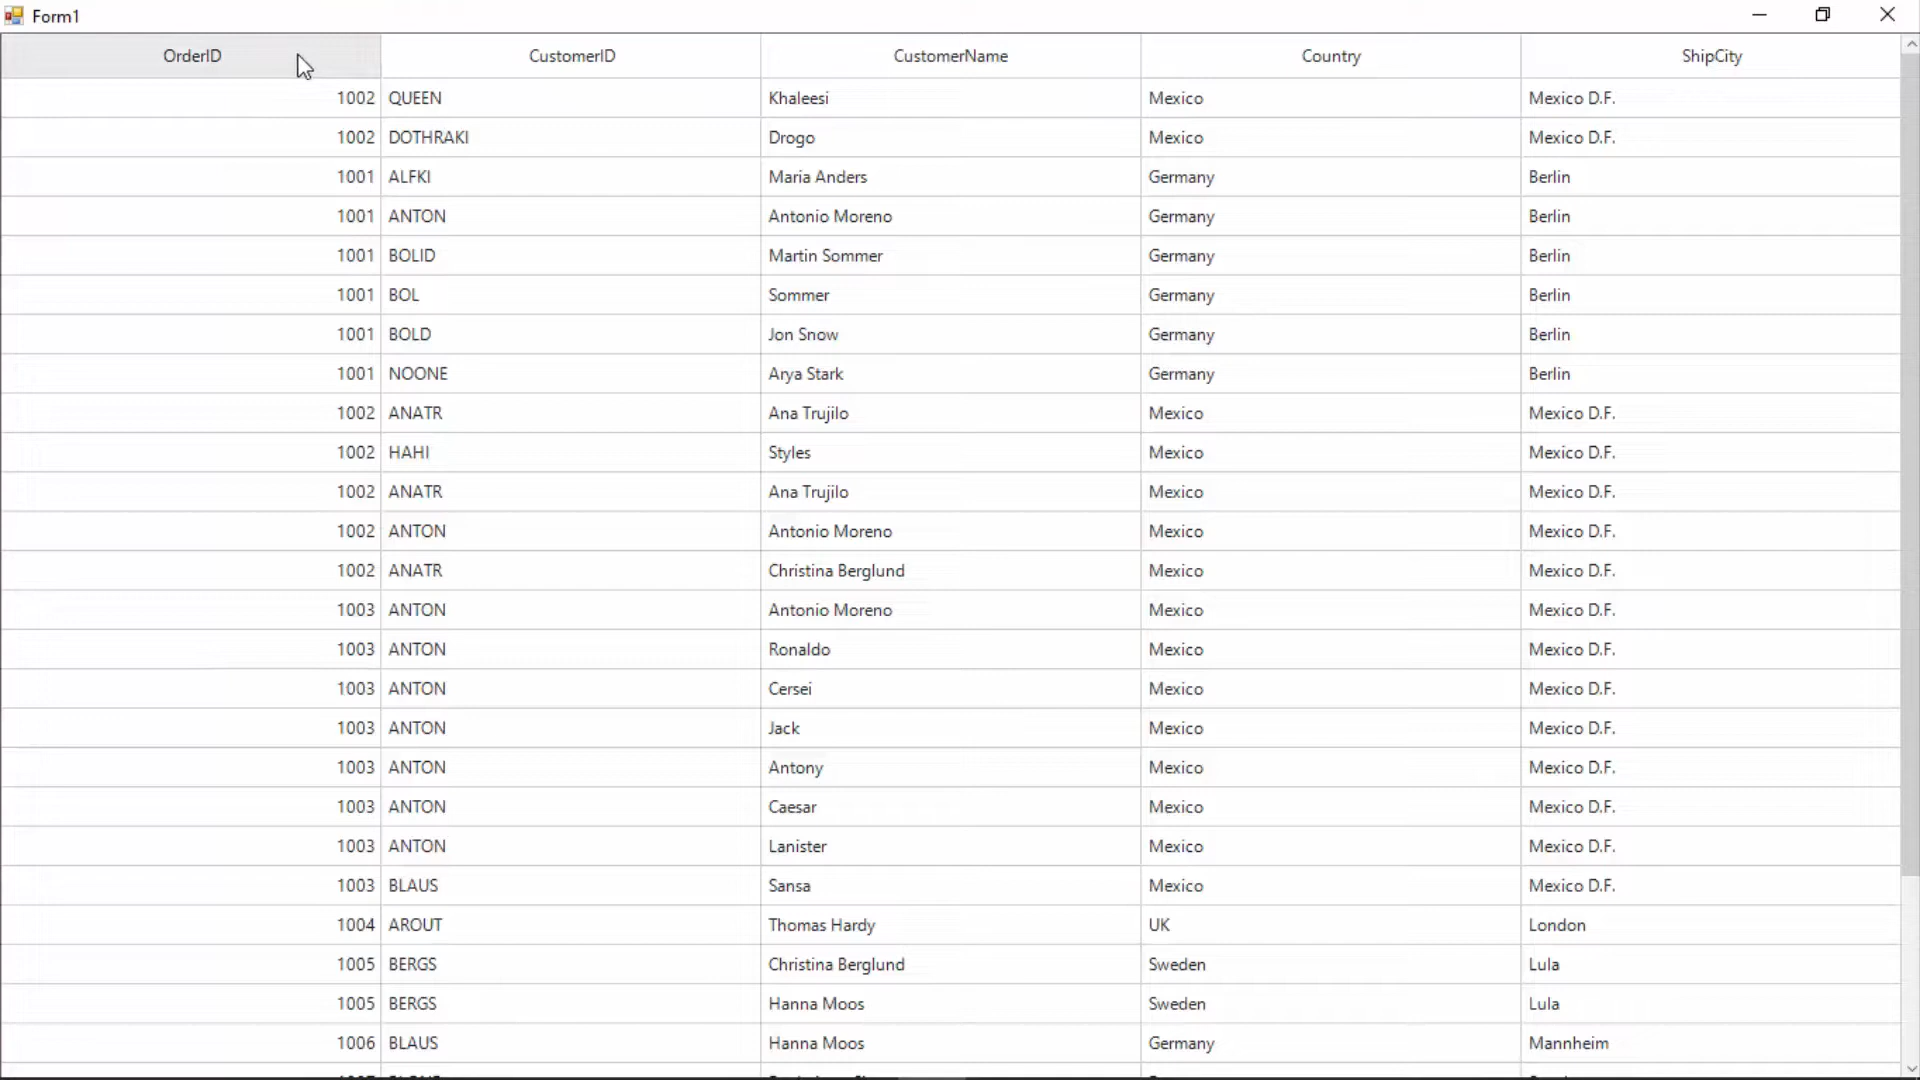 Form1
OrderID CustomerID CustomerName Country ShipCity
1002 QUEEN Khaleesi Mexico Mexico D.F.
1002 DOTHRAKI Drogo Mexico Mexico D.F.
1001 ALFKI Maria Anders Germany Berlin
1001 ANTON Antonio Moreno Germany Berlin
1001 BOLID Martin Sommer Germany Berlin
1001 BOL Sommer Germany Berlin
1001 BOLD Jon Snow Germany Berlin
1001 NOONE Arya Stark Germany Berlin
1002 ANATR Ana Trujilo Mexico Mexico D.F.
1002 HAHI Styles Mexico Mexico D.F.
1002 ANATR Ana Trujilo Mexico Mexico D.F.
1002 ANTON Antonio Moreno Mexico Mexico D.F.
1002 ANATR Christina Berglund Mexico Mexico D.F.
1003 ANTON Antonio Moreno Mexico Mexico D.F.
1003 ANTON Ronaldo Mexico Mexico D.F.
1003 ANTON Cersei Mexico Mexico D.F.
1003 ANTON Jack Mexico Mexico D.F.
1003 ANTON Antony Mexico Mexico D.F.
1003 ANTON Caesar Mexico Mexico D.F.
1003 ANTON Lanister Mexico Mexico D.F.
1003 BLAUS Sansa Mexico Mexico D.F.
1004 AROUT Thomas Hardy UK London
1005 BERGS Christina Berglund Sweden Lula
1005 BERGS Hanna Moos Sweden Lula
1006 BLAUS Hanna Moos Germany Mannheim